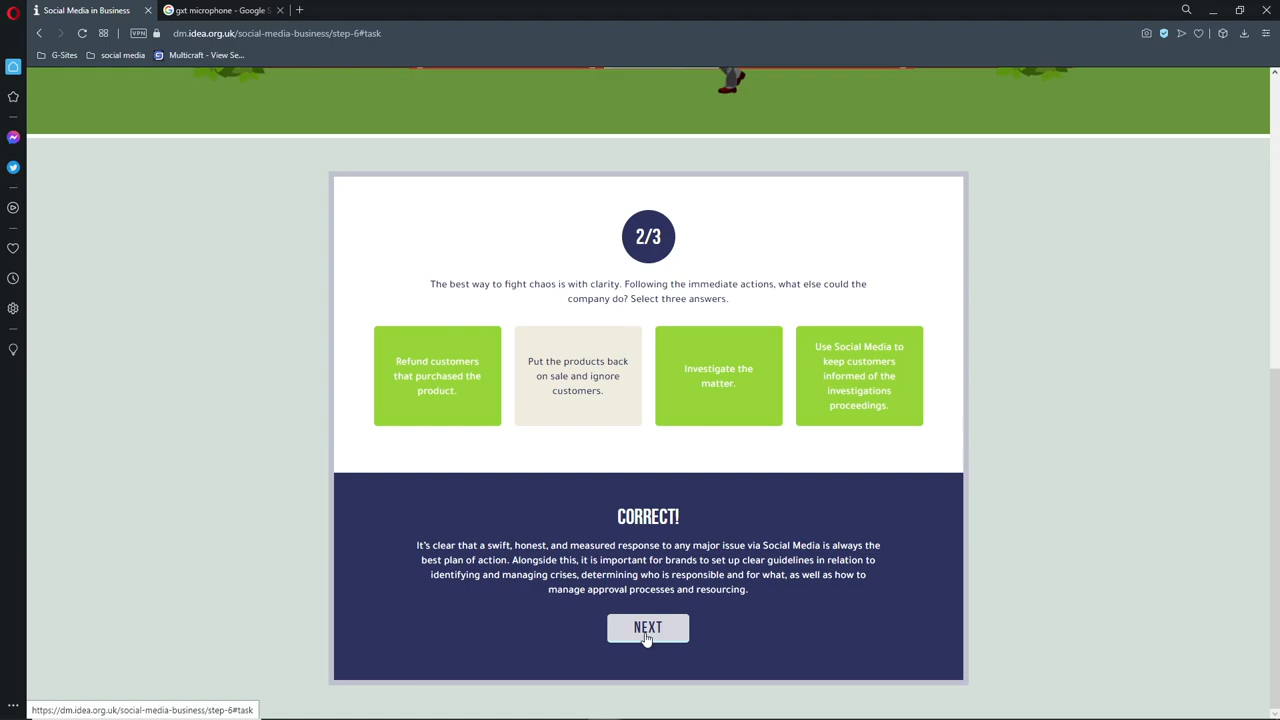 Social Media in Business
gxt microphone - Google S
VPN
dm.idea.org.uk/social-media-business/step-6#task
G-Sites
social media
Multicraft - View Se...
2/3
The best way to fight chaos is with clarity. Following the immediate actions, what else could the
company do? Select three answers.
Refund customers
that purchased the
product.
Put the products back
on sale and ignore
customers.
Investigate the
matter.
Use Social Media to
keep customers
informed of the
investigations
proceedings.
CORRECT!
It's clear that a swift, honest, and measured response to any major issue via Social Media is always the
best plan of action. Alongside this, it is important for brands to set up clear guidelines in relation to
identifying and managing crises, determining who is responsible and for what, as well as how to
manage approval processes and resourcing.
NEXT
https://dm.idea.org.uk/social-media-business/step-6#task